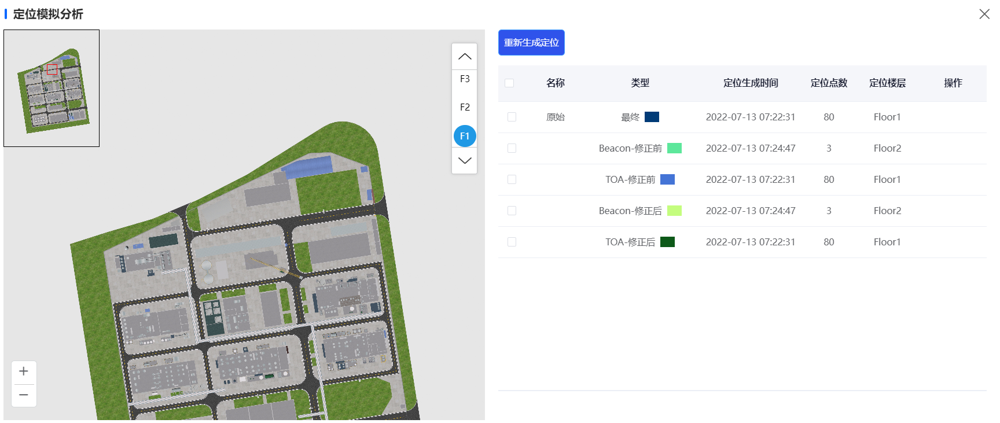 定位模拟分析
F3
F2
F1
重新生成定位
名称 类型 定位生成时间 定位点数 定位楼层 操作
原始 最终 2022-07-13 07:22:31 80 Floor1
Beacon-修正前 2022-07-13 07:24:47 3 Floor2
TOA-修正前 2022-07-13 07:22:31 80 Floor1
Beacon-修正后 2022-07-13 07:24:47 3 Floor2
TOA-修正后 2022-07-13 07:22:31 80 Floor1